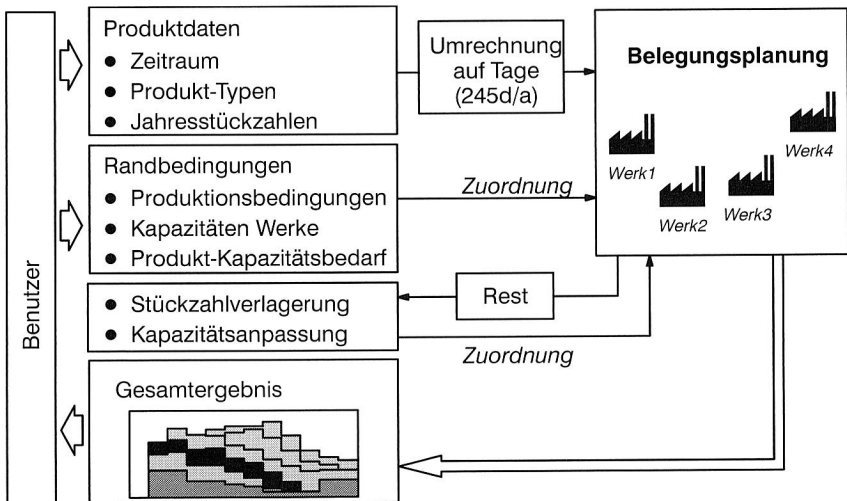 Benutzer
Produktdaten
● Zeitraum
● Produkt-Typen
● Jahresstückzahlen
Umrechnung
auf Tage
(245d/a)
Belegungsplanung
Werk1
Werk2
Werk3
Werk4
Randbedingungen
● Produktionsbedingungen
● Kapazitäten Werke
● Produkt-Kapazitätsbedarf
Zuordnung
● Stückzahlverlagerung
● Kapazitätsanpassung
Rest
Zuordnung
Gesamtergebnis